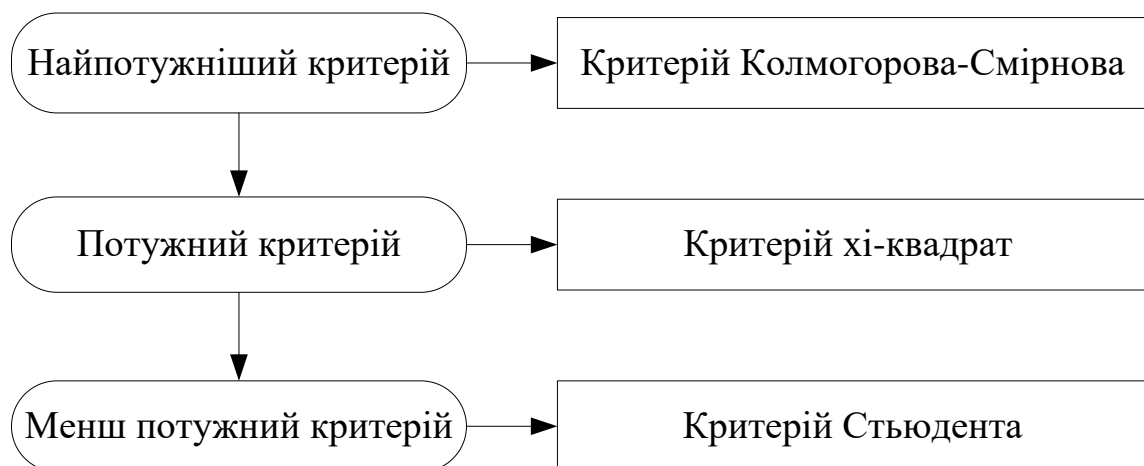 Найпотужніший критерій
Критерій Колмогорова-Смірнова
Потужний критерій
Критерій хі-квадрат
Менш потужний критерій
Критерій Стьюдента